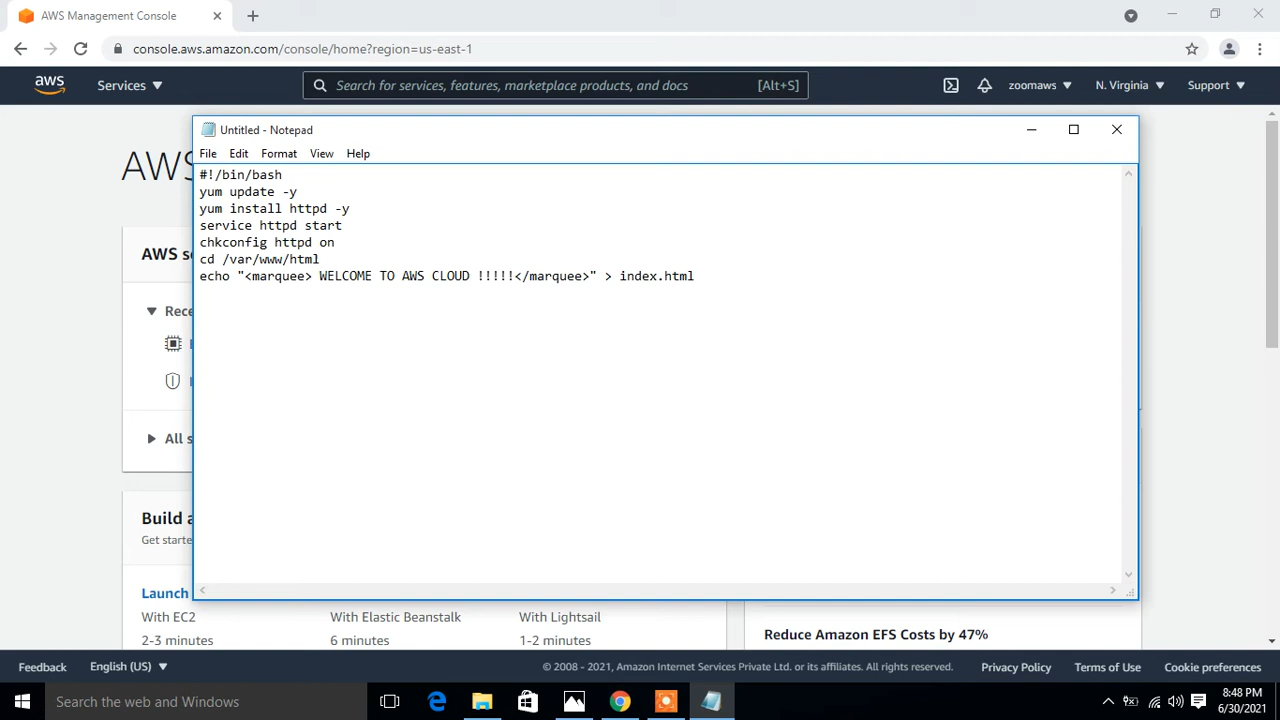 AWS Management Console
console.aws.amazon.com/console/home?region=us-east-1
aws Services Search for services, features, marketplace products, and docs [Alt+S] zoomaws N. Virginia Support
Untitled - Notepad
File Edit Format View Help
#!/bin/bash
yum update -y
yum install httpd -y
service httpd start
chkconfig httpd on
cd /var/www/html
echo "<marquee> WELCOME TO AWS CLOUD !!!!!</marquee>" > index.html
AWS
AWS se
Rece
All s
Build a
Get starte
Launch
With EC2 With Elastic Beanstalk With Lightsail
2-3 minutes 6 minutes 1-2 minutes
Reduce Amazon EFS Costs by 47%
Feedback English (US) © 2008 - 2021, Amazon Internet Services Private Ltd. or its affiliates. All rights reserved. Privacy Policy Terms of Use Cookie preferences
Search the web and Windows
8:48 PM
6/30/2021